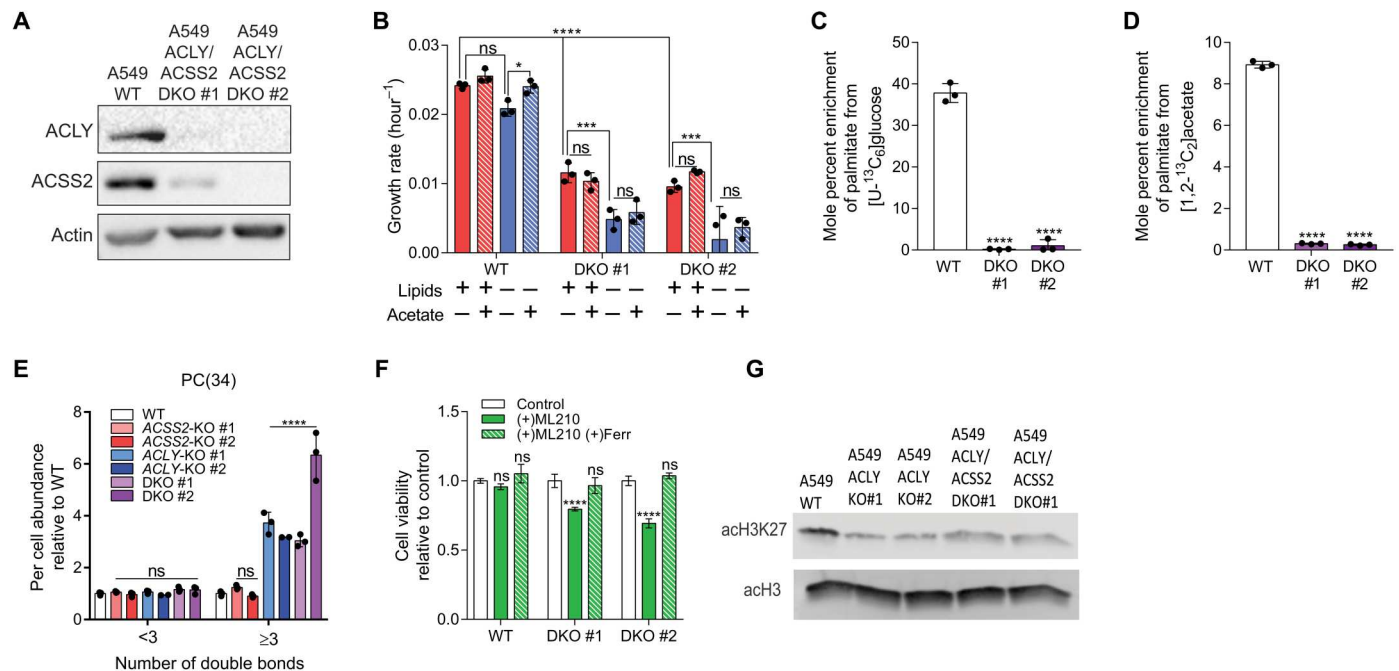 A
A549
WT
A549
ACLY/
ACSS2
DKO #1
A549
ACLY/
ACSS2
DKO #2
ACLY
ACSS2
Actin
B
Growth rate (hour⁻¹)
0.03
0.02
0.01
0.00
ns
****
*
***
ns
ns
***
ns
ns
WT
DKO #1
DKO #2
Lipids
+ + — — + + — — + + — —
Acetate
— + — + — + — + — + — +
C
Mole percent enrichment
of palmitate from
[U-¹³C₆]glucose
50
40
30
20
10
0
****
****
WT
DKO
#1
DKO
#2
D
Mole percent enrichment
of palmitate from
[1,2-¹³C₂]acetate
10
8
6
4
2
0
****
****
WT
DKO
#1
DKO
#2
E
PC(34)
Per cell abundance
relative to WT
8
6
4
2
0
WT
ACSS2-KO #1
ACSS2-KO #2
ACLY-KO #1
ACLY-KO #2
DKO #1
DKO #2
ns
ns
****
<3
≥3
Number of double bonds
F
Cell viability
relative to control
1.5
1.0
0.5
0.0
Control
(+)ML210
(+)ML210 (+)Ferr
ns
ns
****
ns
****
ns
WT
DKO #1
DKO #2
G
A549
WT
A549
ACLY
KO#1
A549
ACLY
KO#2
A549
ACLY/
ACSS2
DKO#1
A549
ACLY/
ACSS2
DKO#1
acH3K27
acH3